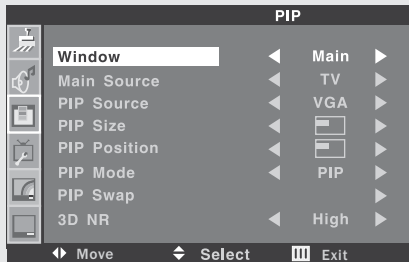 PIP
Window Main
Main Source TV
PIP Source VGA
PIP Size
PIP Position
PIP Mode PIP
PIP Swap
3D NR High
Move Select Exit